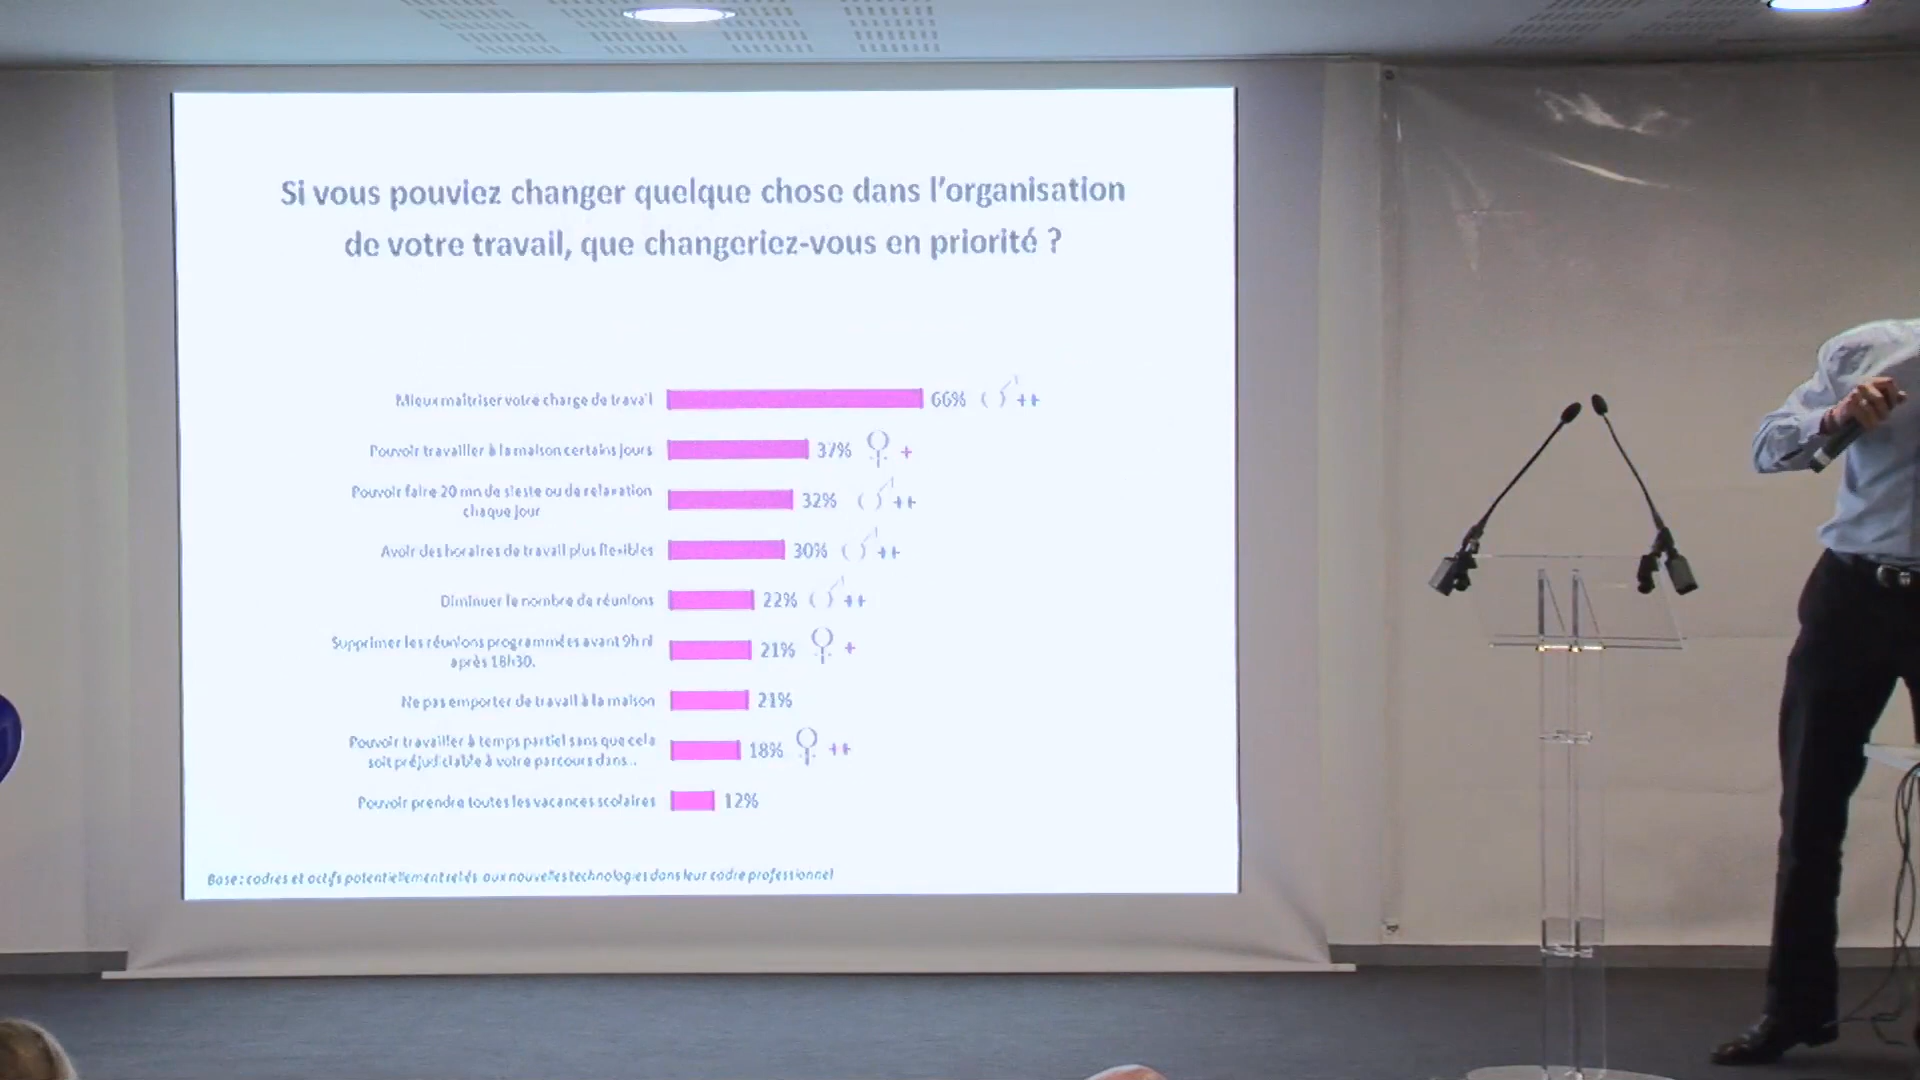 Si vous pouviez changer quelque chose dans l'organisation
de votre travail, que changeriez-vous en priorité ?
Mieux maîtriser votre charge de travail 66% ++
Pouvoir travailler à la maison certains jours 37% ♀ +
Pouvoir faire 20 mn de sieste ou de relaxation
chaque jour 32% ++
Avoir des horaires de travail plus flexibles 30% ++
Diminuer le nombre de réunions 22% ++
Supprimer les réunions programmées avant 9h ni
après 18h30. 21% ♀ +
Ne pas emporter de travail à la maison 21%
Pouvoir travailler à temps partiel sans que cela
soit préjudiciable à votre parcours dans… 18% ♀ ++
Pouvoir prendre toutes les vacances scolaires 12%
Base : cadres et actifs potentiellement reliés aux nouvelles technologies dans leur cadre professionnel